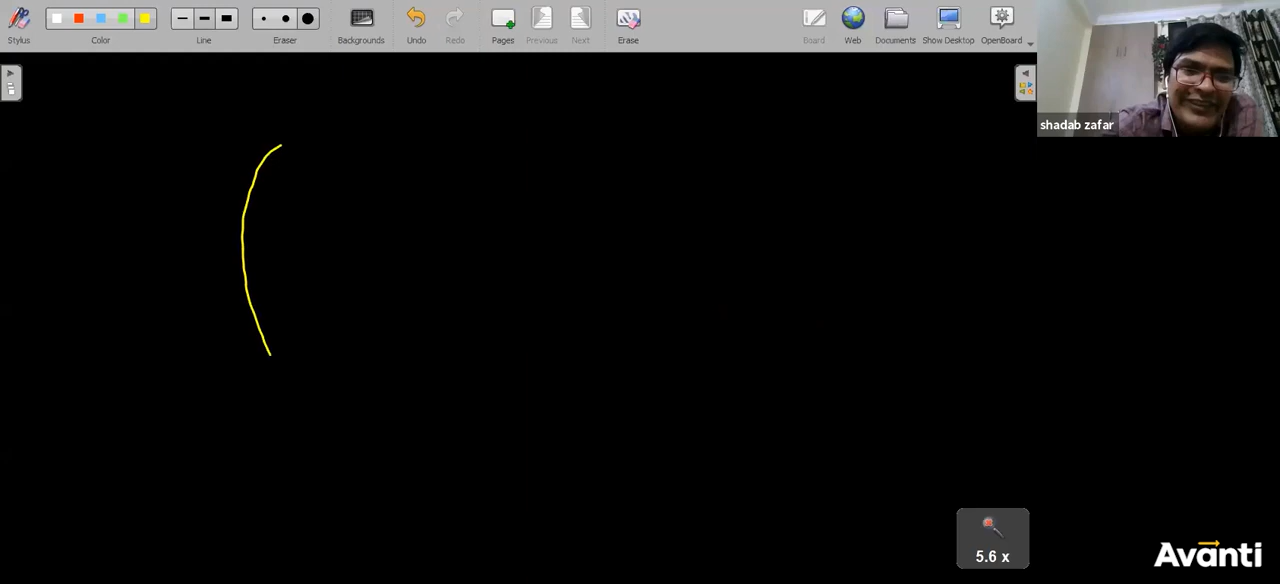 Stylus
Color
Line
Eraser
Backgrounds
Undo
Redo
Pages
Previous
Next
Erase
Board
Web
Documents
Show Desktop
OpenBoard
shadab zafar
5.6 x
Avanti